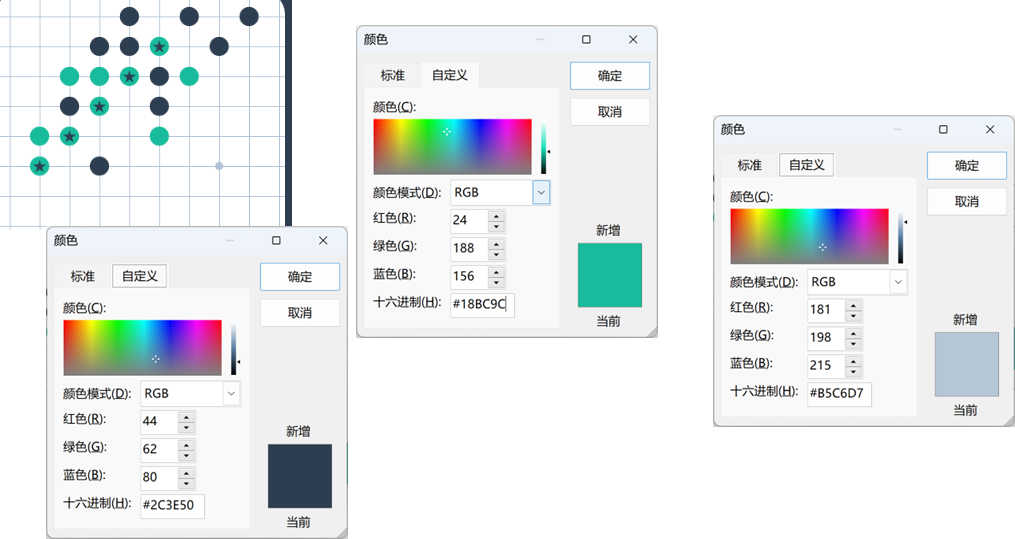 颜色
标准
自定义
确定
取消
颜色(C):
颜色模式(D):
RGB
红色(R):
24
绿色(G):
188
蓝色(B):
156
十六进制(H):
#18BC9C
新增
当前
颜色
标准
自定义
确定
取消
颜色(C):
颜色模式(D):
RGB
红色(R):
181
绿色(G):
198
蓝色(B):
215
十六进制(H):
#B5C6D7
新增
当前
颜色
标准
自定义
确定
取消
颜色(C):
颜色模式(D):
RGB
红色(R):
44
绿色(G):
62
蓝色(B):
80
十六进制(H):
#2C3E50
新增
当前